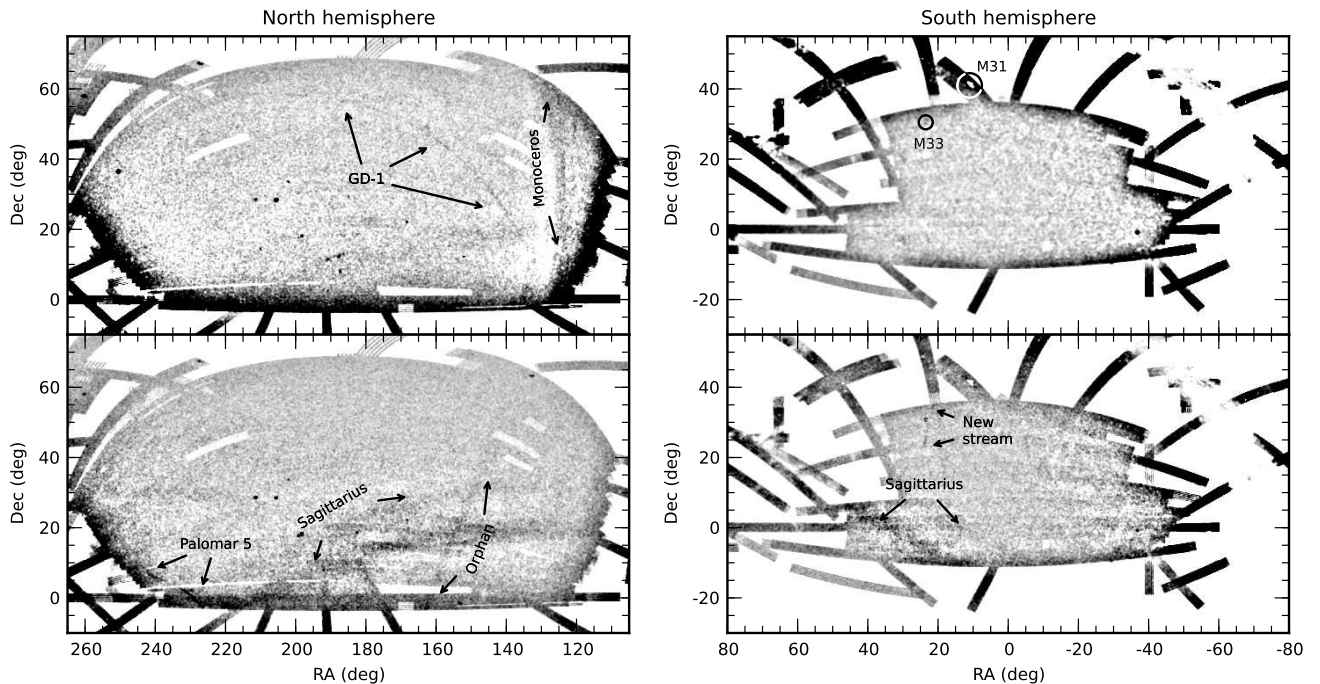 North hemisphere
South hemisphere
Dec (deg)
60
40
20
0
GD-1
Monoceros
Dec (deg)
40
20
0
-20
M31
M33
Dec (deg)
60
40
20
0
Palomar 5
Sagittarius
Orphan
260
240
220
200
180
160
140
120
RA (deg)
Dec (deg)
40
20
0
-20
New
stream
Sagittarius
80
60
40
20
0
-20
-40
-60
-80
RA (deg)